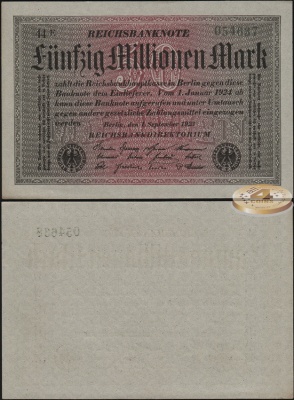 44 E
REICHSBANKNOTE
Fünfzig Millionen Mark
zahlt die Reichsbankhauptkasse in Berlin gegen diese
Banknote dem Einlieferer. Vom 1. Januar 1924 ab
kann diese Banknote aufgerufen und unter Umtausch
gegen andere gesetzliche Zahlungsmittel eingezogen
werden
Berlin, den 1. September 1923
REICHSBANKDIREKTORIUM
50
4